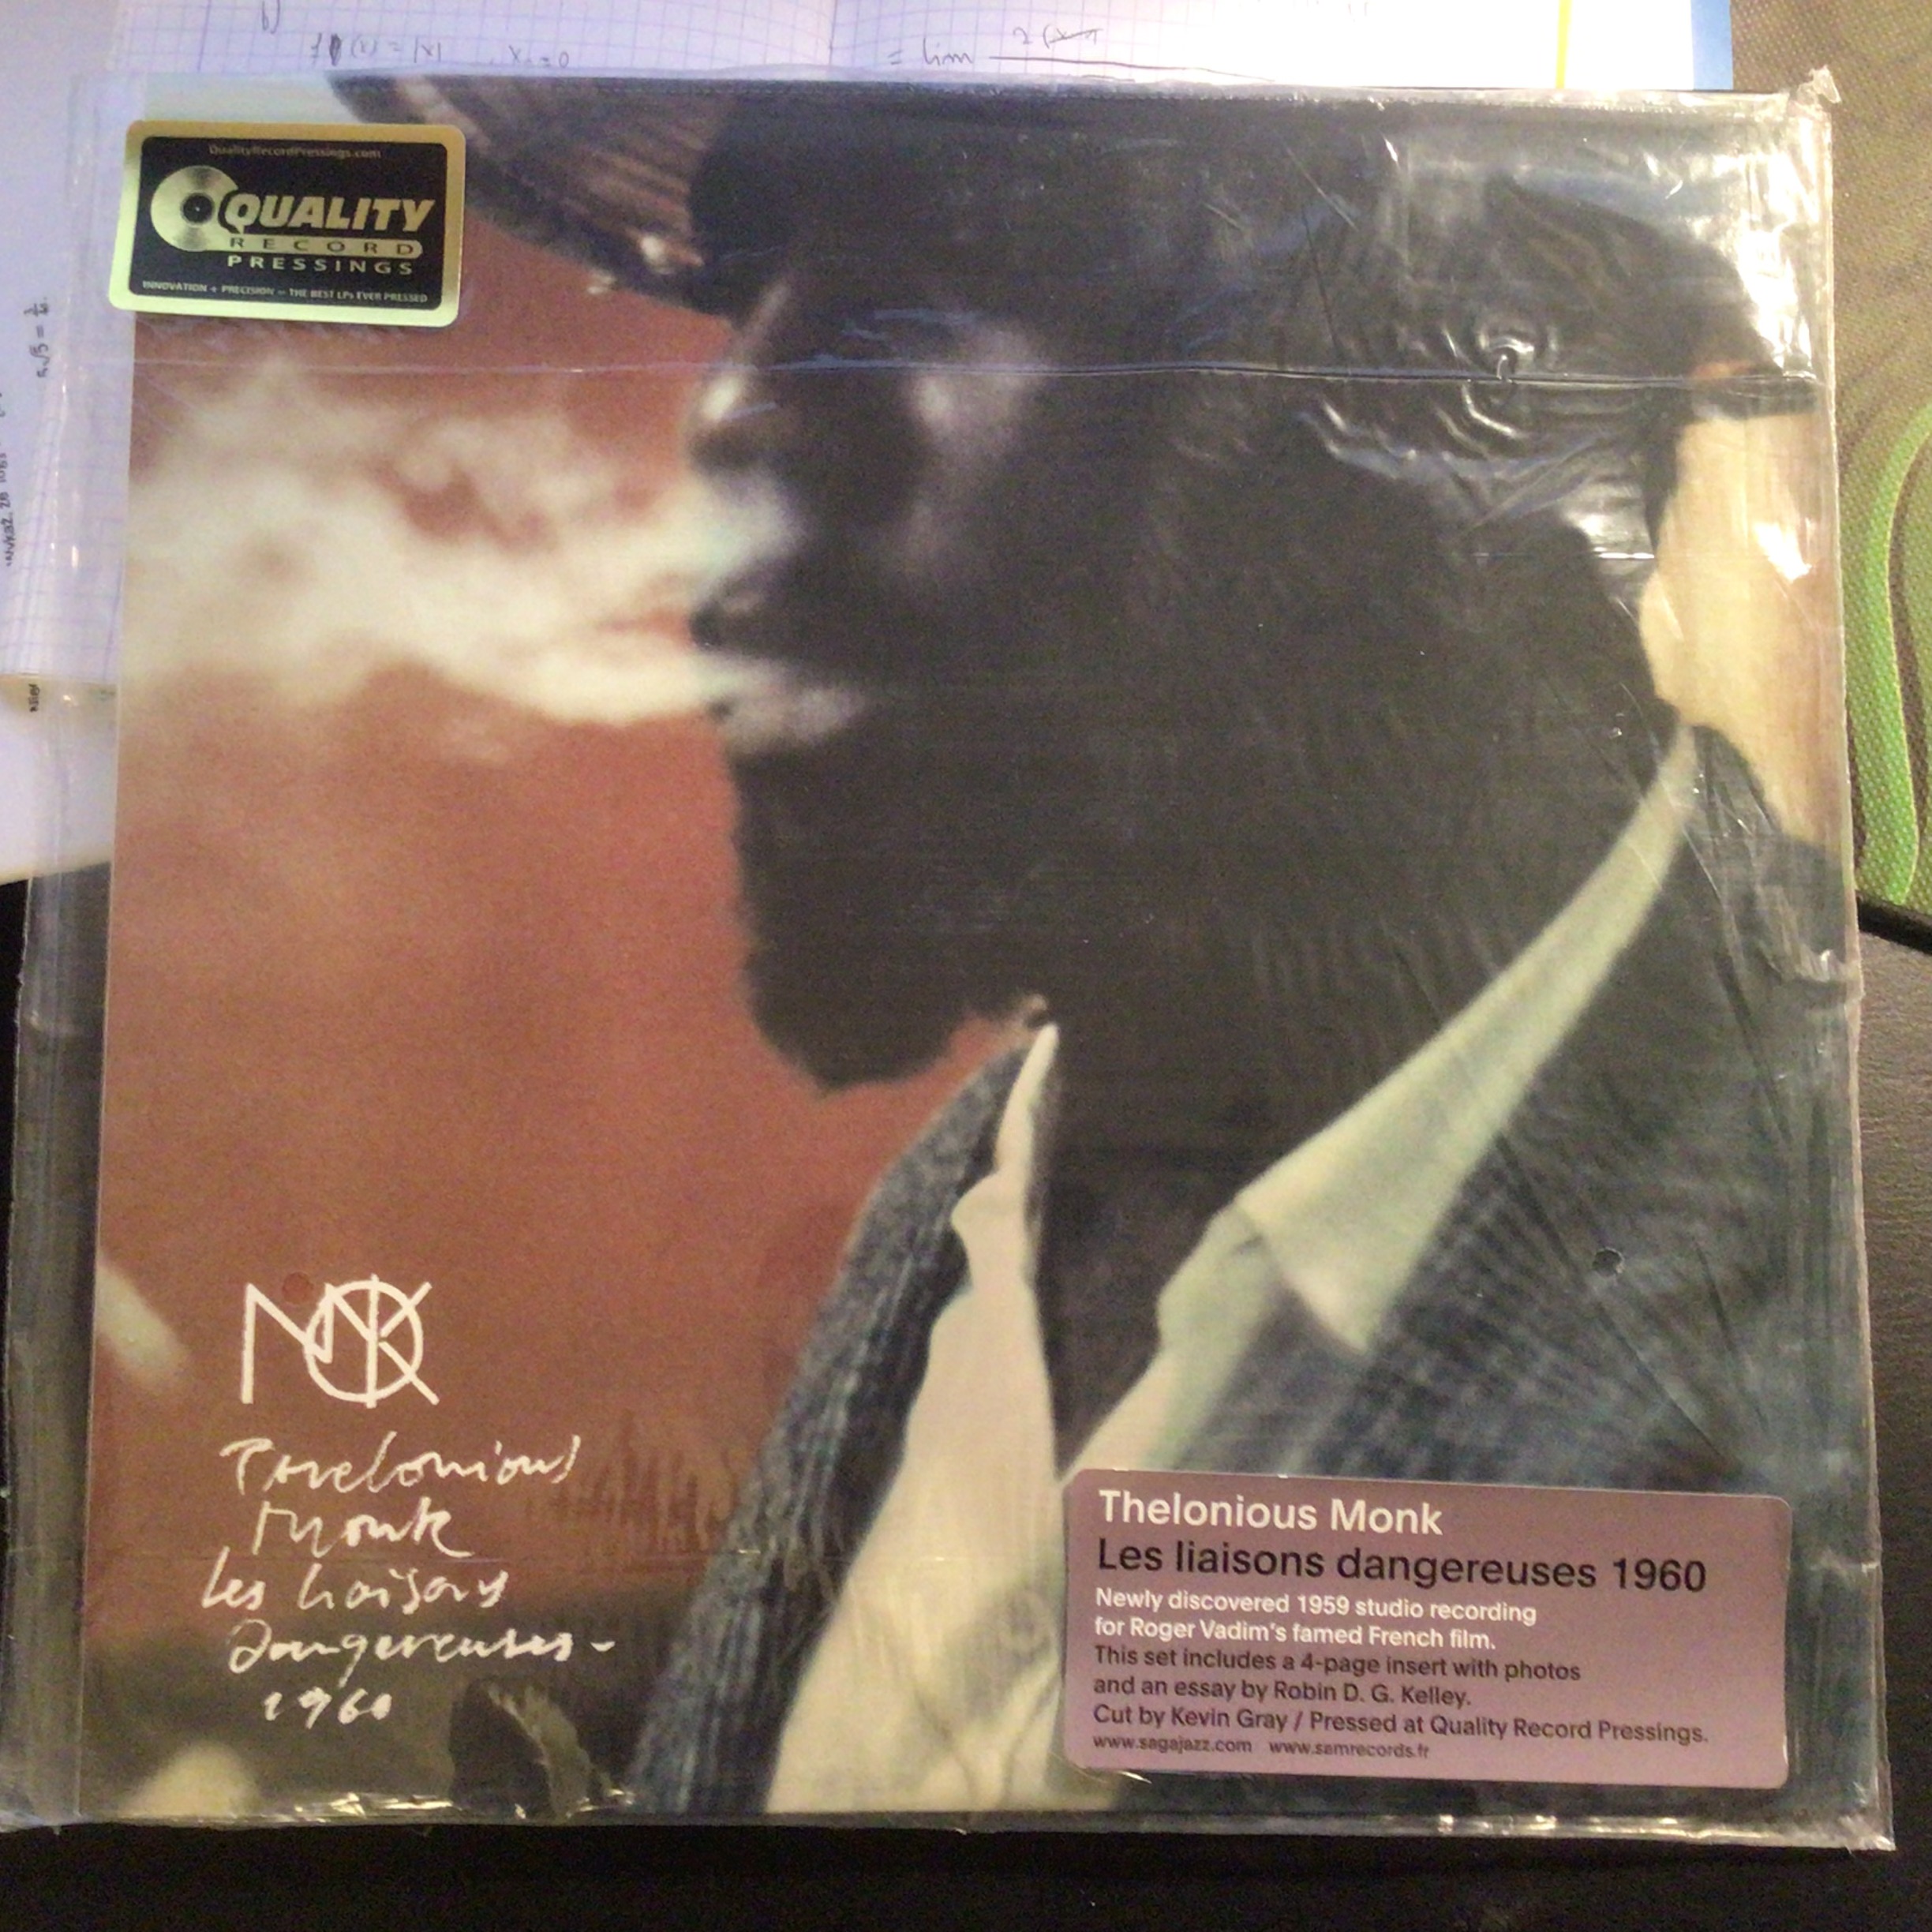 = lim
QualityRecordPressings.com
QUALITY
RECORD
PRESSINGS
INNOVATION + PRECISION = THE BEST LPs EVER PRESSED
MONK
Thelonious
Monk
Les liaisons
Dangereuses -
1960
Thelonious Monk
Les liaisons dangereuses 1960
Newly discovered 1959 studio recording
for Roger Vadim's famed French film.
This set includes a 4-page insert with photos
and an essay by Robin D. G. Kelley.
Cut by Kevin Gray / Pressed at Quality Record Pressings.
www.sagajazz.com www.samrecords.fr